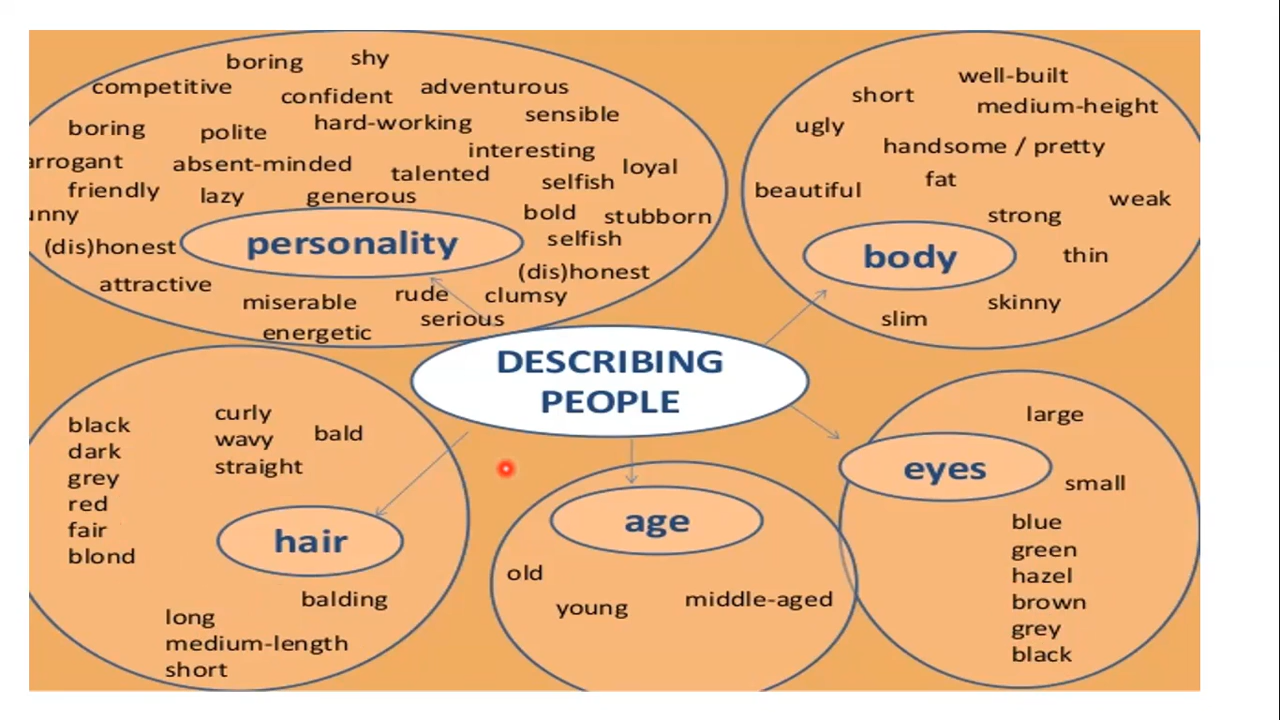 boring shy
competitive confident adventurous
sensible
boring polite hard-working
interesting
arrogant absent-minded talented loyal
friendly lazy generous selfish
unny bold stubborn
(dis)honest personality selfish
(dis)honest
attractive
miserable rude clumsy
energetic serious
well-built
short medium-height
ugly
handsome / pretty
beautiful fat
weak
strong
body thin
skinny
slim
DESCRIBING
PEOPLE
black
dark
grey
red
fair
blond
curly
wavy
straight
bald
hair
balding
long
medium-length
short
age
old
young middle-aged
large
eyes
small
blue
green
hazel
brown
grey
black